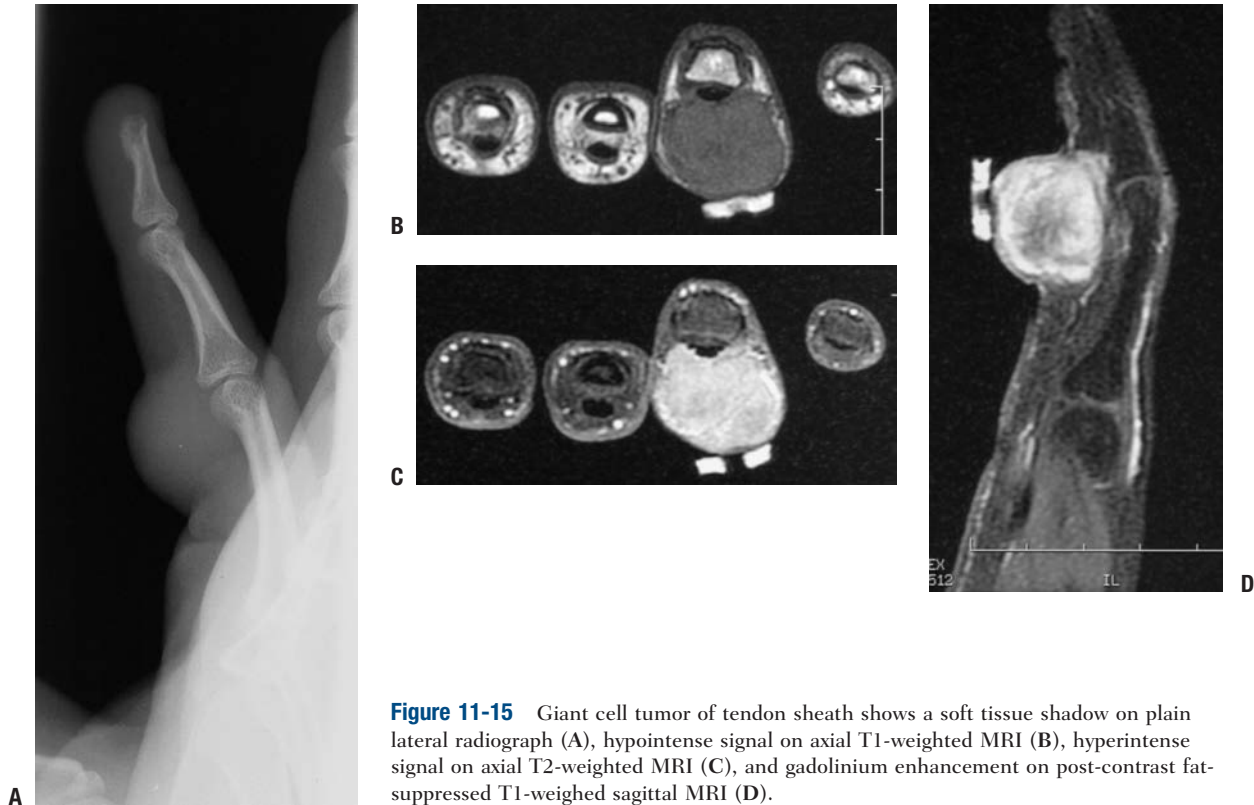 A
B
C
EX
512
IL
D
Figure 11-15 Giant cell tumor of tendon sheath shows a soft tissue shadow on plain
lateral radiograph (A), hypointense signal on axial T1-weighted MRI (B), hyperintense
signal on axial T2-weighted MRI (C), and gadolinium enhancement on post-contrast fat-
suppressed T1-weighed sagittal MRI (D).